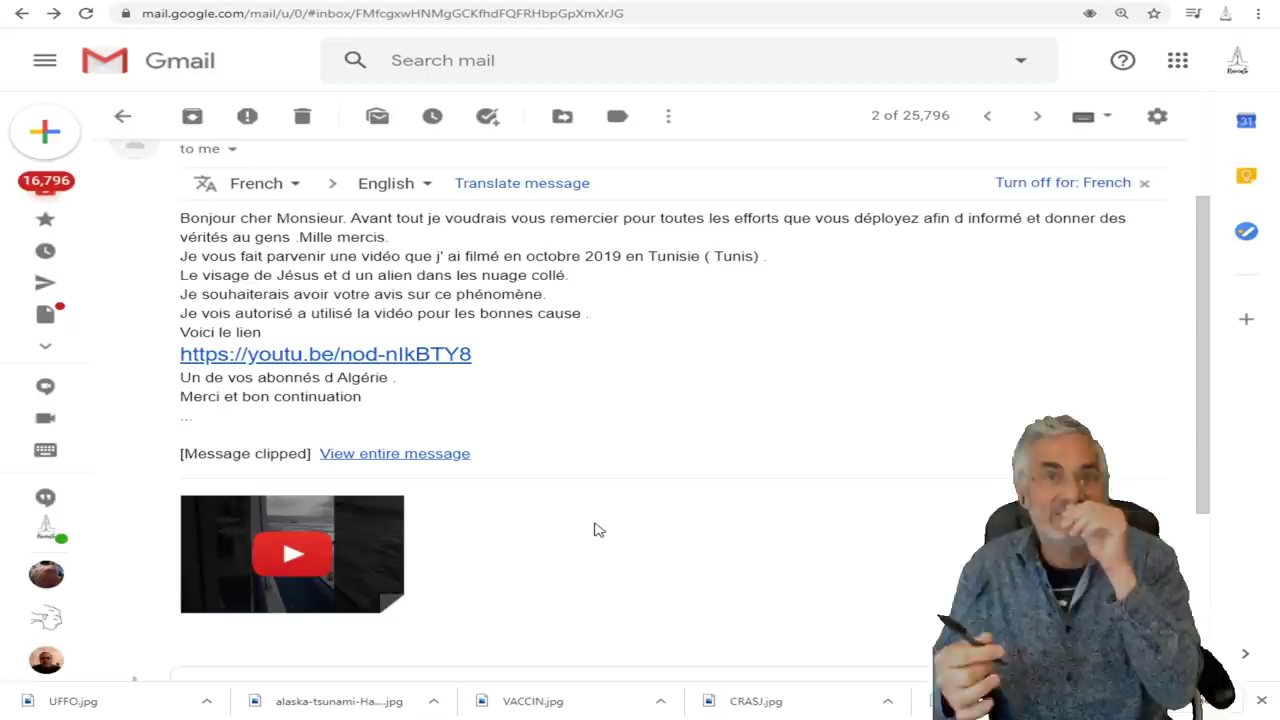 mail.google.com/mail/u/0/#inbox/FMfcgxwHNMgGCKfhdFQFRHbpGpXmXrJG
Gmail
Search mail
2 of 25,796
31
16,796
to me
French
English
Translate message
Turn off for: French
Bonjour cher Monsieur. Avant tout je voudrais vous remercier pour toutes les efforts que vous déployez afin d informé et donner des
vérités au gens .Mille mercis.
Je vous fait parvenir une vidéo que j' ai filmé en octobre 2019 en Tunisie ( Tunis) .
Le visage de Jésus et d un alien dans les nuage collé.
Je souhaiterais avoir votre avis sur ce phénomène.
Je vois autorisé a utilisé la vidéo pour les bonnes cause .
Voici le lien
https://youtu.be/nod-nIkBTY8
Un de vos abonnés d Algérie .
Merci et bon continuation
...
[Message clipped] View entire message
UFFO.jpg
alaska-tsunami-Ha....jpg
VACCIN.jpg
CRASJ.jpg